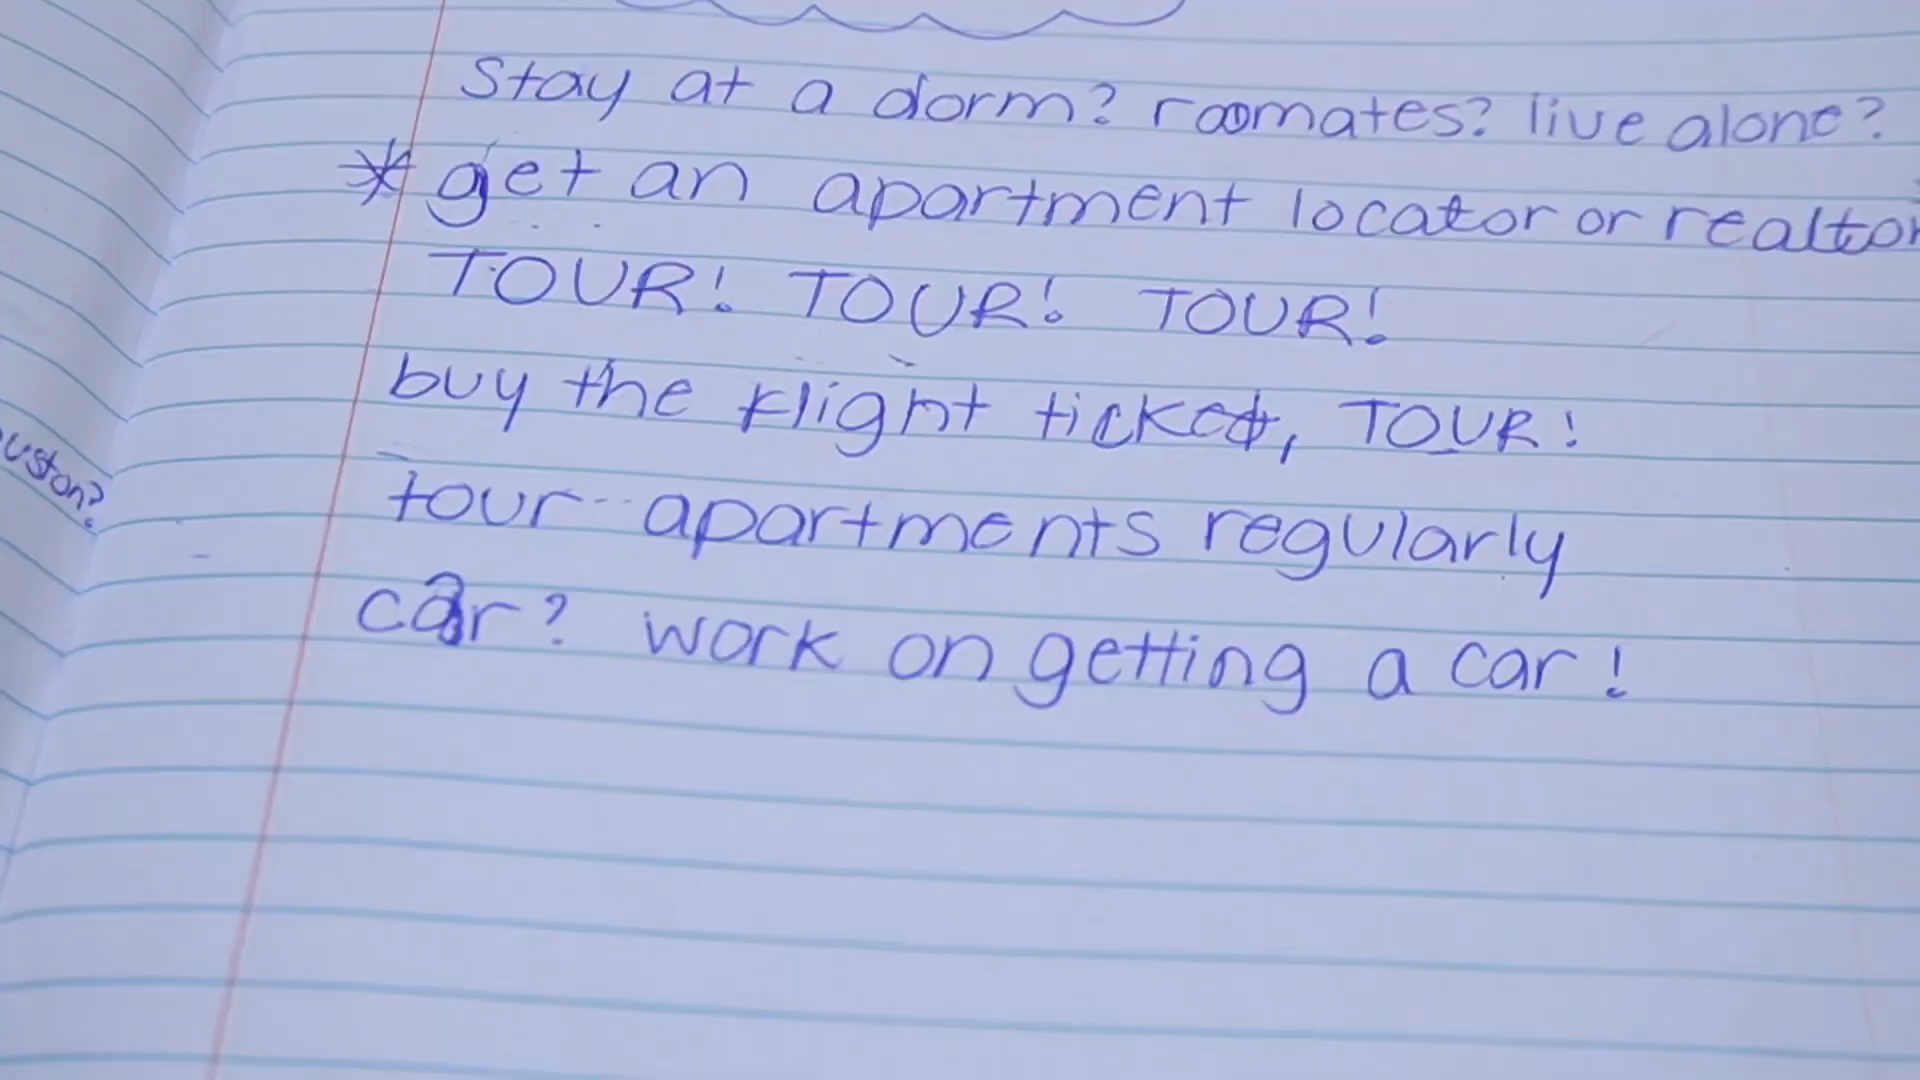 Stay at a dorm? roomates? live alone?
* get an apartment locator or realtor
TOUR! TOUR! TOUR!
buy the flight ticket, TOUR!
tour apartments regularly
car? work on getting a car!
uston?